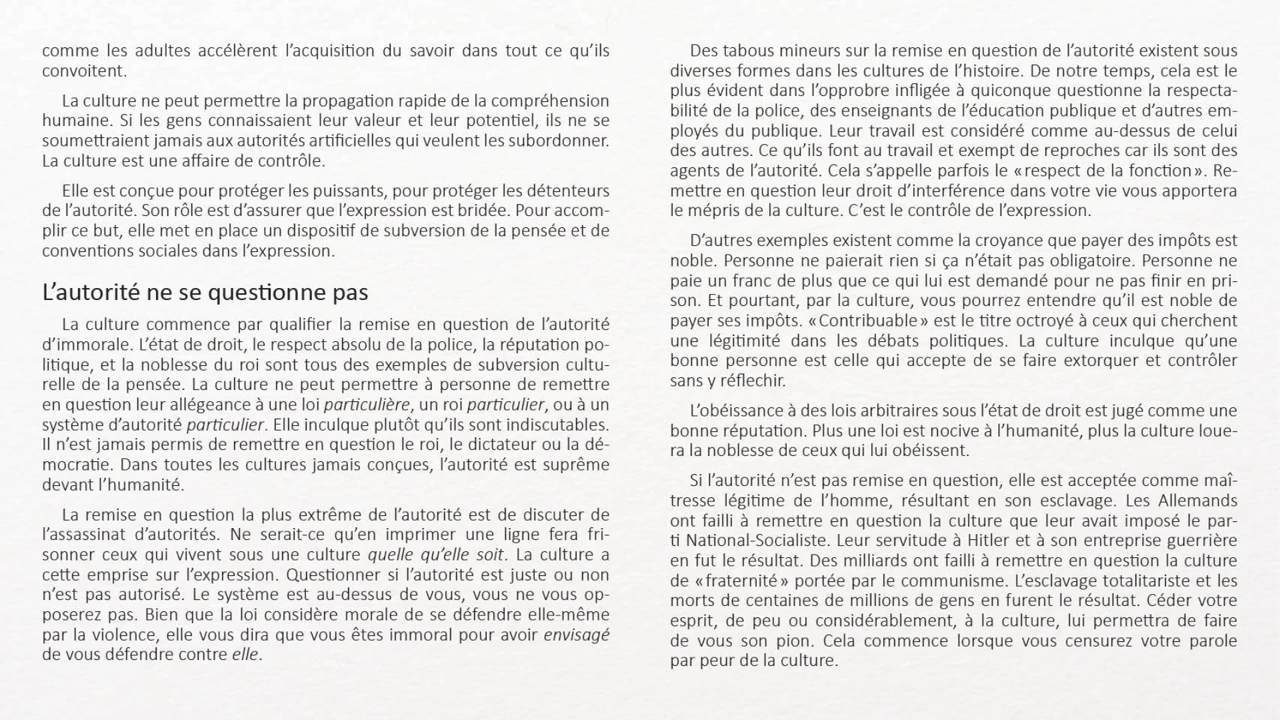 comme les adultes accélèrent l’acquisition du savoir dans tout ce qu’ils
convoitent.
La culture ne peut permettre la propagation rapide de la compréhension
humaine. Si les gens connaissaient leur valeur et leur potentiel, ils ne se
soumettraient jamais aux autorités artificielles qui veulent les subordonner.
La culture est une affaire de contrôle.
Elle est conçue pour protéger les puissants, pour protéger les détenteurs
de l’autorité. Son rôle est d’assurer que l’expression est bridée. Pour accom-
plir ce but, elle met en place un dispositif de subversion de la pensée et de
conventions sociales dans l’expression.
L’autorité ne se questionne pas
La culture commence par qualifier la remise en question de l’autorité
d’immorale. L’état de droit, le respect absolu de la police, la réputation po-
litique, et la noblesse du roi sont tous des exemples de subversion cultu-
relle de la pensée. La culture ne peut permettre à personne de remettre
en question leur allégeance à une loi particulière, un roi particulier, ou à un
système d’autorité particulier. Elle inculque plutôt qu’ils sont indiscutables.
Il n’est jamais permis de remettre en question le roi, le dictateur ou la dé-
mocratie. Dans toutes les cultures jamais conçues, l’autorité est suprême
devant l’humanité.
La remise en question la plus extrême de l’autorité est de discuter de
l’assassinat d’autorités. Ne serait-ce qu’en imprimer une ligne fera fri-
sonner ceux qui vivent sous une culture quelle qu’elle soit. La culture a
cette emprise sur l’expression. Questionner si l’autorité est juste ou non
n’est pas autorisé. Le système est au-dessus de vous, vous ne vous op-
poserez pas. Bien que la loi considère morale de se défendre elle-même
par la violence, elle vous dira que vous êtes immoral pour avoir envisagé
de vous défendre contre elle.
Des tabous mineurs sur la remise en question de l’autorité existent sous
diverses formes dans les cultures de l’histoire. De notre temps, cela est le
plus évident dans l’opprobre infligée à quiconque questionne la respecta-
bilité de la police, des enseignants de l’éducation publique et d’autres em-
ployés du publique. Leur travail est considéré comme au-dessus de celui
des autres. Ce qu’ils font au travail et exempt de reproches car ils sont des
agents de l’autorité. Cela s’appelle parfois le « respect de la fonction ». Re-
mettre en question leur droit d’interférence dans votre vie vous apportera
le mépris de la culture. C’est le contrôle de l’expression.
D’autres exemples existent comme la croyance que payer des impôts est
noble. Personne ne paierait rien si ça n’était pas obligatoire. Personne ne
paie un franc de plus que ce qui lui est demandé pour ne pas finir en pri-
son. Et pourtant, par la culture, vous pourrez entendre qu’il est noble de
payer ses impôts. « Contribuable » est le titre octroyé à ceux qui cherchent
une légitimité dans les débats politiques. La culture inculque qu’une
bonne personne est celle qui accepte de se faire extorquer et contrôler
sans y réflechir.
L’obéissance à des lois arbitraires sous l’état de droit est jugé comme une
bonne réputation. Plus une loi est nocive à l’humanité, plus la culture loue-
ra la noblesse de ceux qui lui obéissent.
Si l’autorité n’est pas remise en question, elle est acceptée comme maî-
tresse légitime de l’homme, résultant en son esclavage. Les Allemands
ont failli à remettre en question la culture que leur avait imposé le par-
ti National-Socialiste. Leur servitude à Hitler et à son entreprise guerrière
en fut le résultat. Des milliards ont failli à remettre en question la culture
de « fraternité » portée par le communisme. L’esclavage totalitariste et les
morts de centaines de millions de gens en furent le résultat. Céder votre
esprit, de peu ou considérablement, à la culture, lui permettra de faire
de vous son pion. Cela commence lorsque vous censurez votre parole
par peur de la culture.